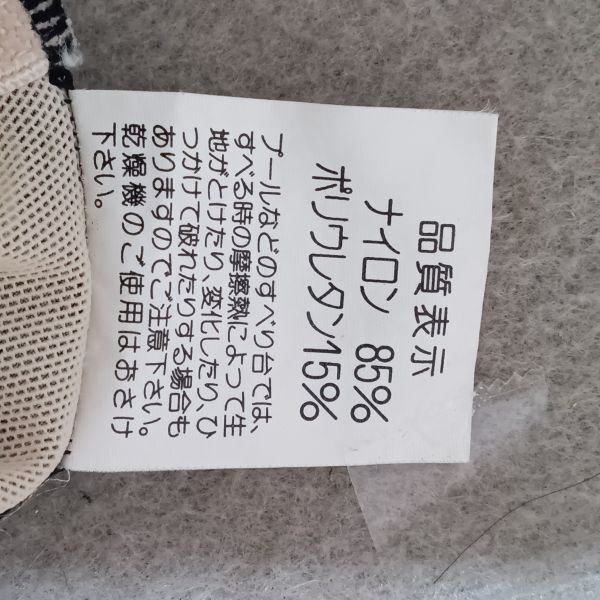 品質表示
ナイロン 85%
ポリウレタン15%
プールなどのすべり台では、
すべる時の摩擦熱によって生
地がとけたり、変化したり、ひ
つかけて破れたりする場合も
ありますのでご注意下さい。
乾燥機のご使用はおさけ
下さい。